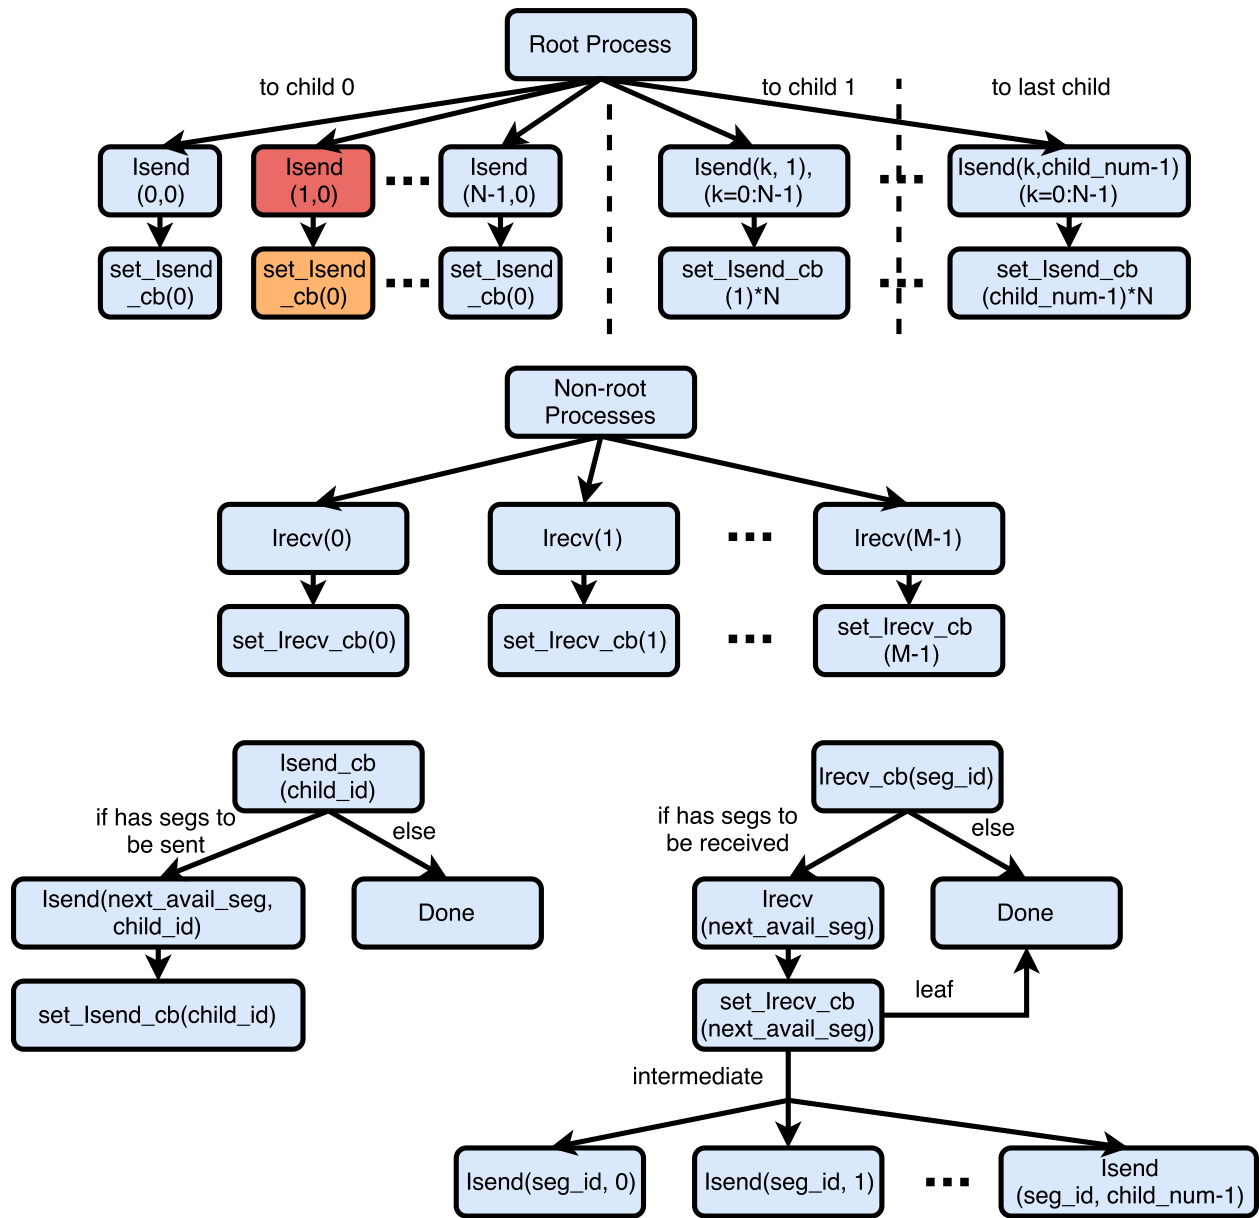 Root Process
to child 0
to child 1
to last child
Isend
(0,0)
Isend
(1,0)
Isend
(N-1,0)
Isend(k, 1),
(k=0:N-1)
Isend(k,child_num-1)
(k=0:N-1)
set_Isend
_cb(0)
set_Isend
_cb(0)
set_Isend
_cb(0)
set_Isend_cb
(1)*N
set_Isend_cb
(child_num-1)*N
Non-root
Processes
Irecv(0)
Irecv(1)
Irecv(M-1)
set_Irecv_cb(0)
set_Irecv_cb(1)
set_Irecv_cb
(M-1)
Isend_cb
(child_id)
if has segs to
be sent
else
Isend(next_avail_seg,
child_id)
Done
set_Isend_cb(child_id)
Irecv_cb(seg_id)
if has segs to
be received
else
Irecv
(next_avail_seg)
Done
set_Irecv_cb
(next_avail_seg)
leaf
intermediate
Isend(seg_id, 0)
Isend(seg_id, 1)
Isend
(seg_id, child_num-1)